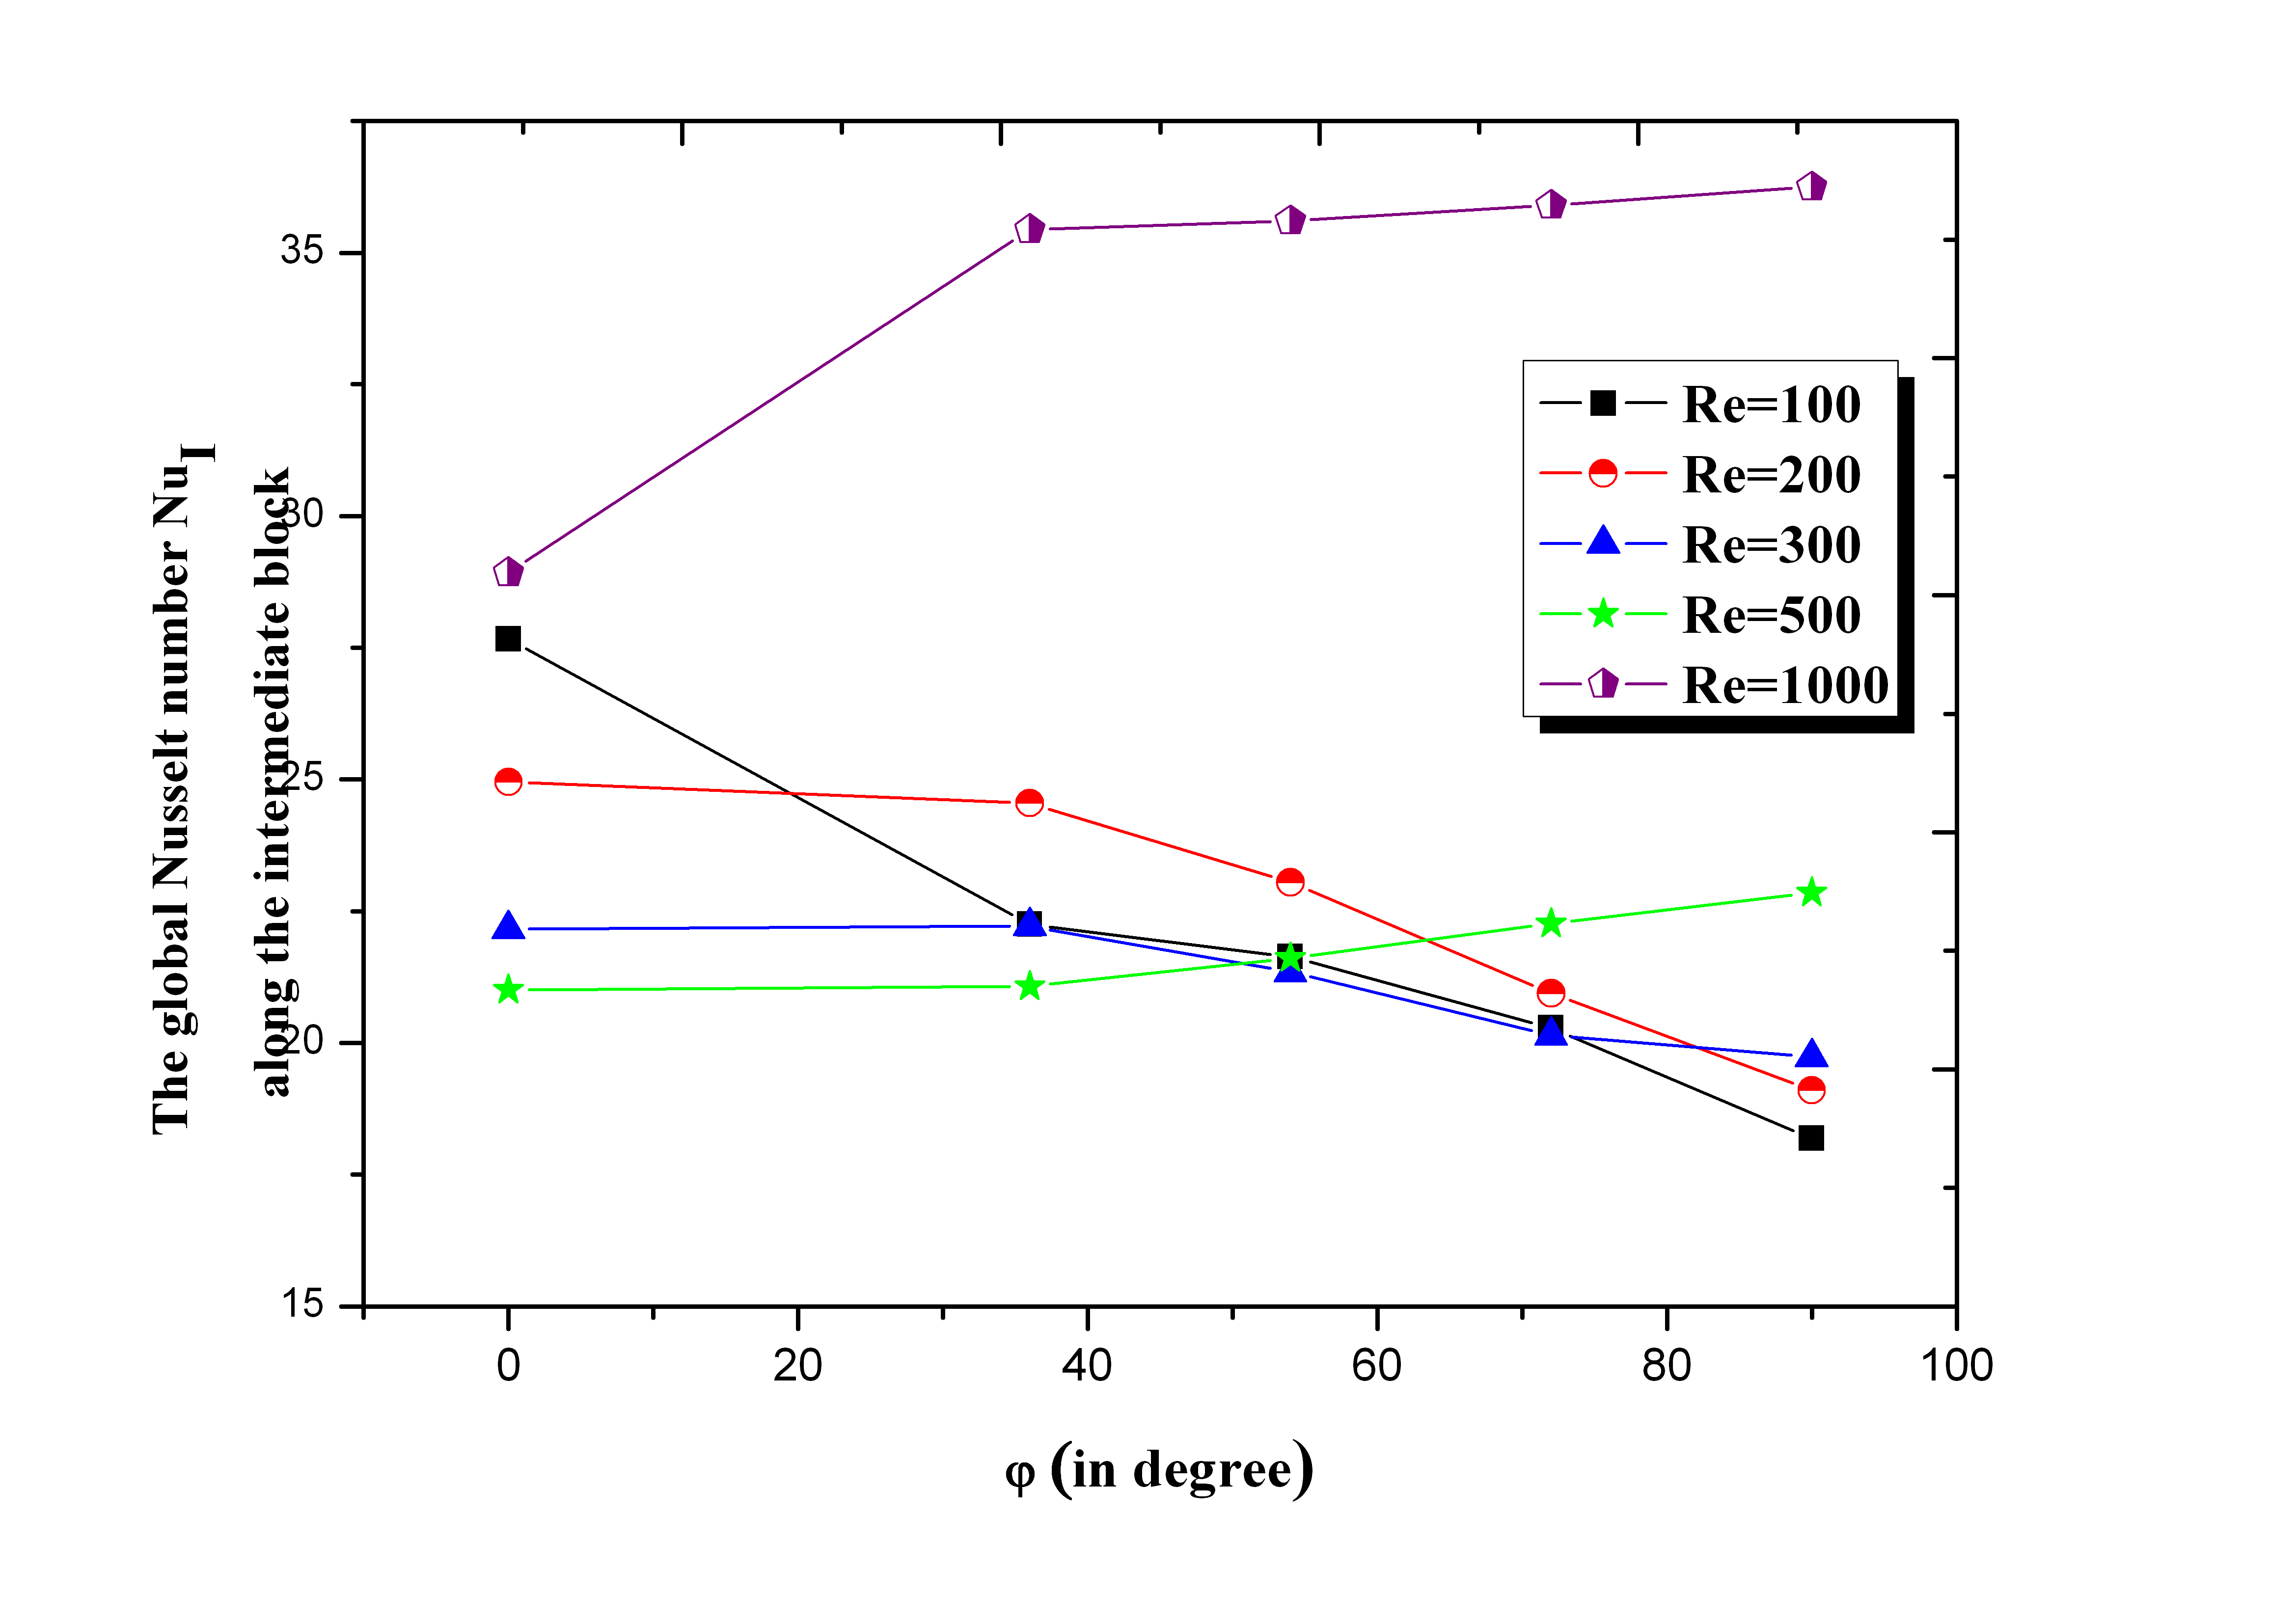 The global Nusselt number NuI
along the intermediate block
35
30
25
20
15
0 20 40 60 80 100
φ (in degree)
Re=100
Re=200
Re=300
Re=500
Re=1000